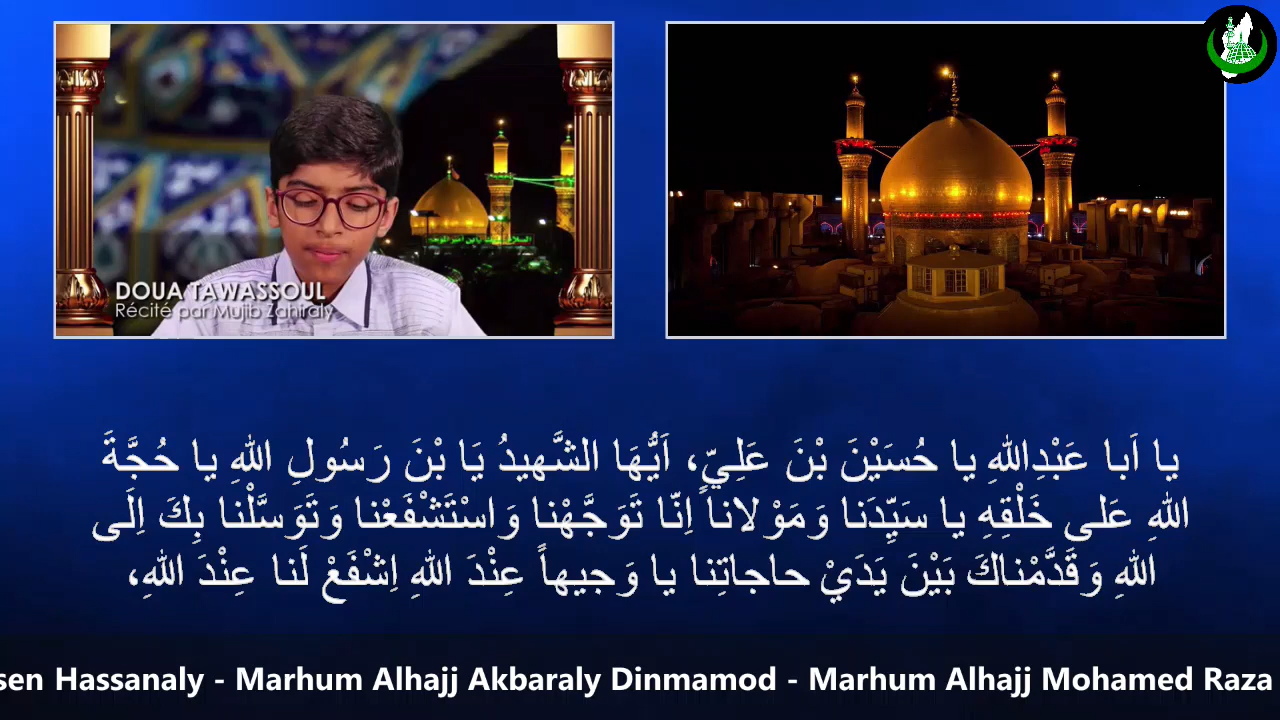 DOUA TAWASSOUL
Récité par Mujib Zahiraly
يا اَبا عَبْدِاللهِ يا حُسَيْنَ بْنَ عَلِيّ، اَيُّهَا الشَّهيدُ يَا بْنَ رَسُولِ اللهِ يا حُجَّةَ
اللهِ عَلى خَلْقِهِ يا سَيِّدَنا وَمَوْلاناً اِنّا تَوَجَّهْنا وَاسْتَشْفَعْنا وَتَوَسَّلْنا بِكَ اِلَى
اللهِ وَقَدَّمْناكَ بَيْنَ يَدَيْ حاجاتِنا يا وَجيهاً عِنْدَ اللهِ اِشْفَعْ لَنا عِنْدَ اللهِ،
sen Hassanaly - Marhum Alhajj Akbaraly Dinmamod - Marhum Alhajj Mohamed Raza